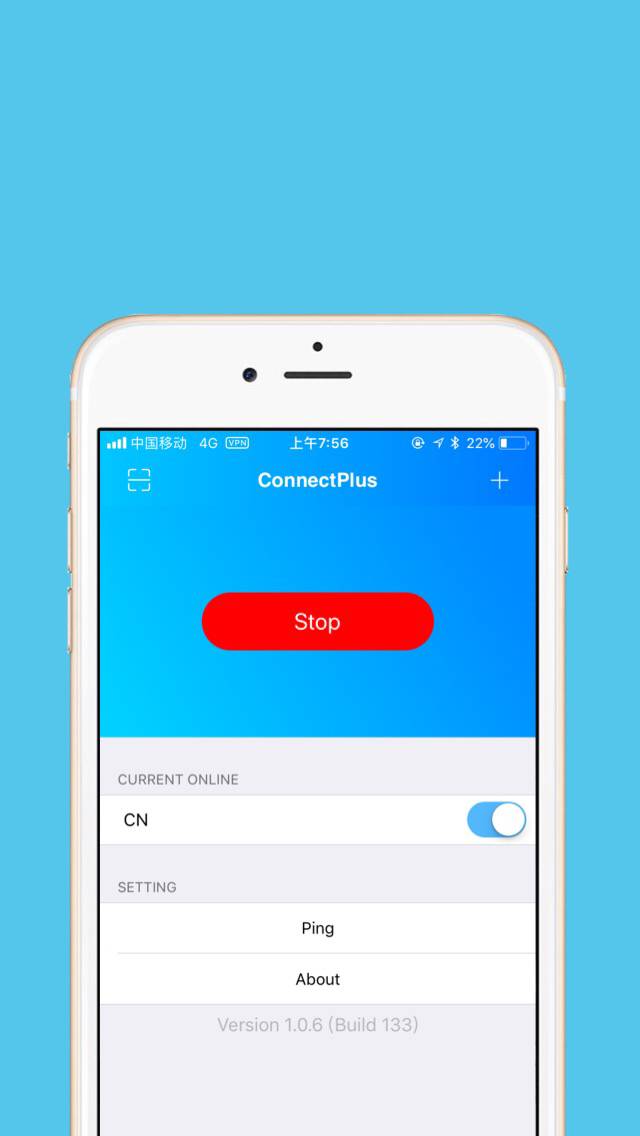 中国移动 4G VPN 上午7:56 22%
ConnectPlus
Stop
CURRENT ONLINE
CN
SETTING
Ping
About
Version 1.0.6 (Build 133)